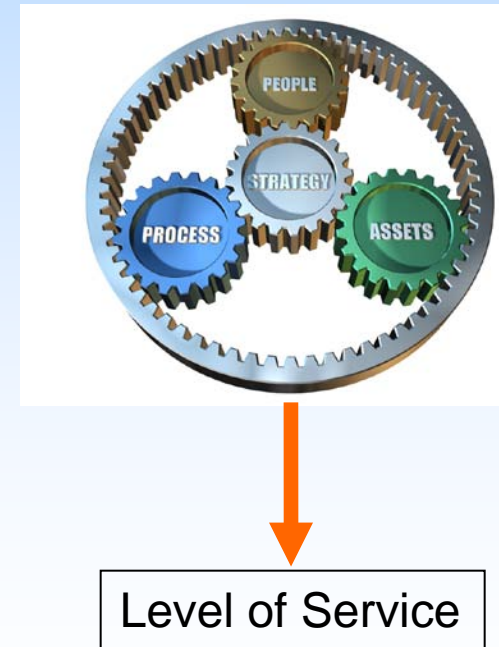 PEOPLE
STRATEGY
PROCESS
ASSETS
Level of Service